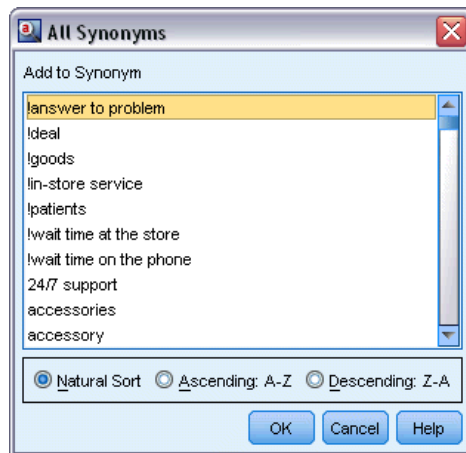 All Synonyms
Add to Synonym
!answer to problem
!deal
!goods
!in-store service
!patients
!wait time at the store
!wait time on the phone
24/7 support
accessories
accessory
Natural Sort Ascending: A-Z Descending: Z-A
OK Cancel Help